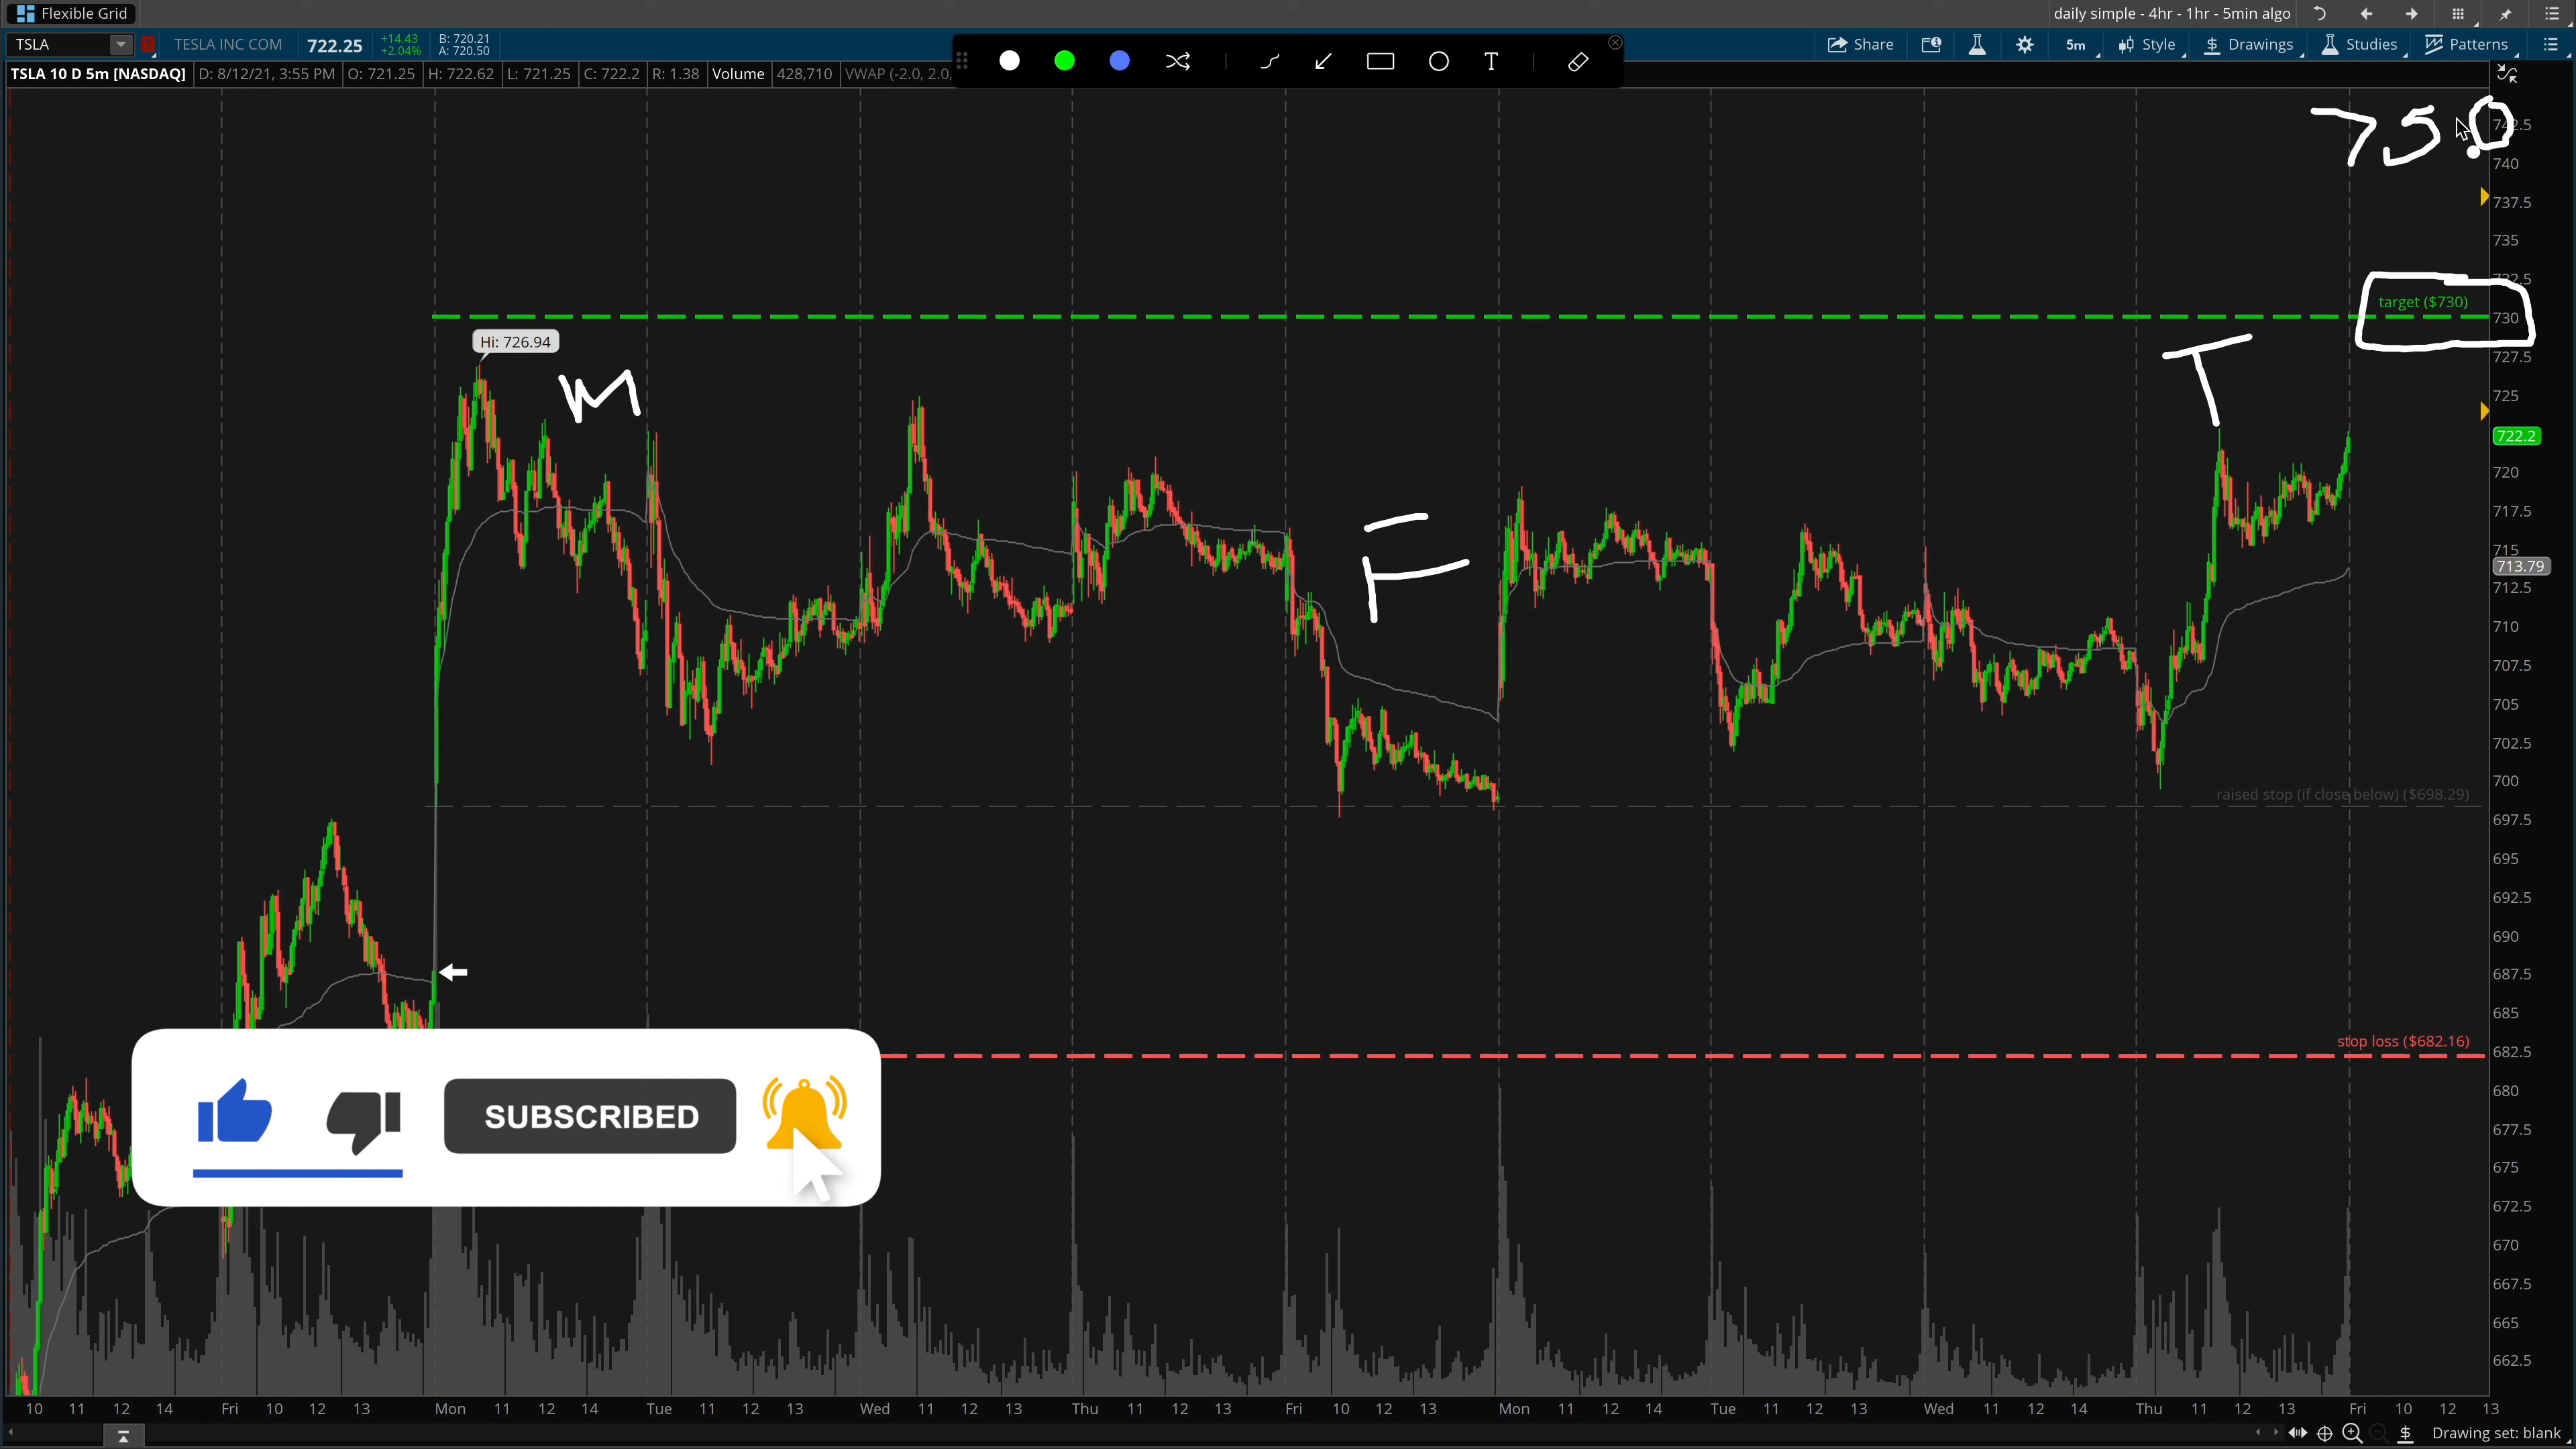 Flexible Grid
daily simple - 4hr - 1hr - 5min algo
TSLA
1
TESLA INC COM
722.25
+14.43
+2.04%
B: 720.21
A: 720.50
T
Share
5m
Style
Drawings
Studies
Patterns
TSLA 10 D 5m [NASDAQ] D: 8/12/21, 3:55 PM O: 721.25 H: 722.62 L: 721.25 C: 722.2 R: 1.38 Volume 428,710 VWAP (-2.0, 2.0,
750
740
737.5
735
732.5
target ($730)
730
Hi: 726.94
727.5
M
T
725
722.2
720
717.5
F
715
713.79
712.5
710
707.5
705
702.5
700
raised stop (if close below) ($698.29)
697.5
695
692.5
690
687.5
685
stop loss ($682.16)
682.5
680
SUBSCRIBED
677.5
675
672.5
670
667.5
665
662.5
10 11 12 14 Fri 10 12 13 Mon 11 12 14 Tue 11 12 13 Wed 11 12 13 Thu 11 12 13 Fri 10 12 13 Mon 11 12 14 Tue 11 12 13 Wed 11 12 14 Thu 11 12 13 Fri 10 12 13
Drawing set: blank